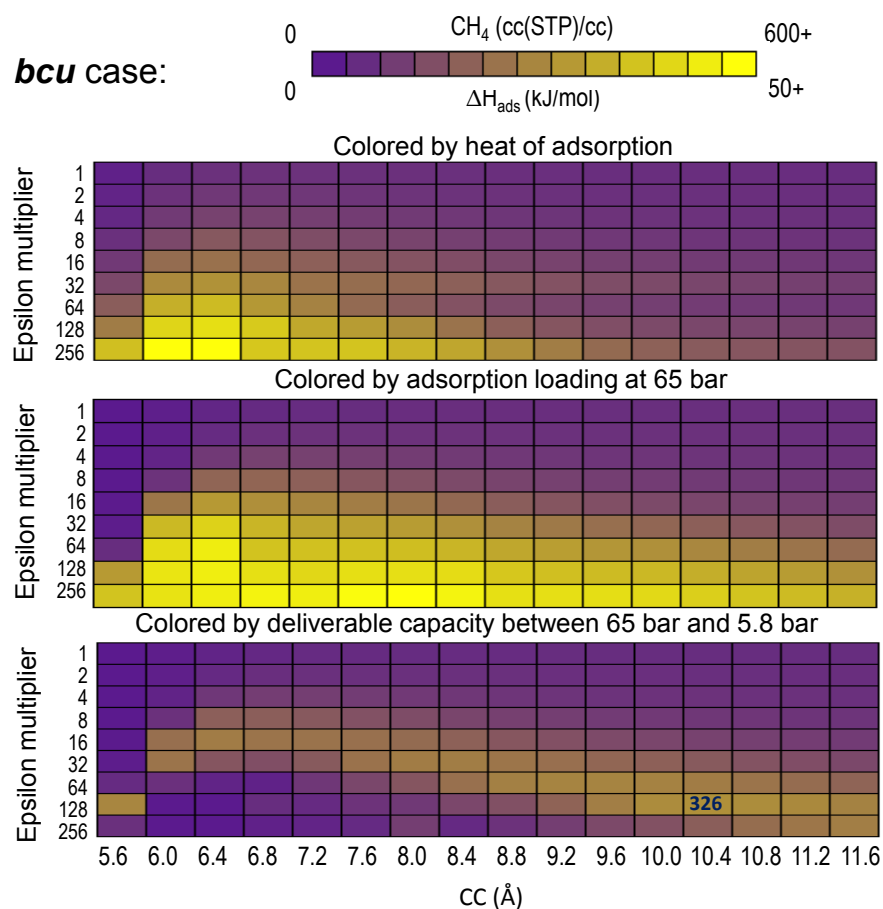 0 CH₄ (cc(STP)/cc) 600+
bcu case:
0 ΔHads (kJ/mol) 50+
Colored by heat of adsorption
Epsilon multiplier
1
2
4
8
16
32
64
128
256
Colored by adsorption loading at 65 bar
Epsilon multiplier
1
2
4
8
16
32
64
128
256
Colored by deliverable capacity between 65 bar and 5.8 bar
Epsilon multiplier
1
2
4
8
16
32
64
128 326
256
5.6 6.0 6.4 6.8 7.2 7.6 8.0 8.4 8.8 9.2 9.6 10.0 10.4 10.8 11.2 11.6
CC (Å)